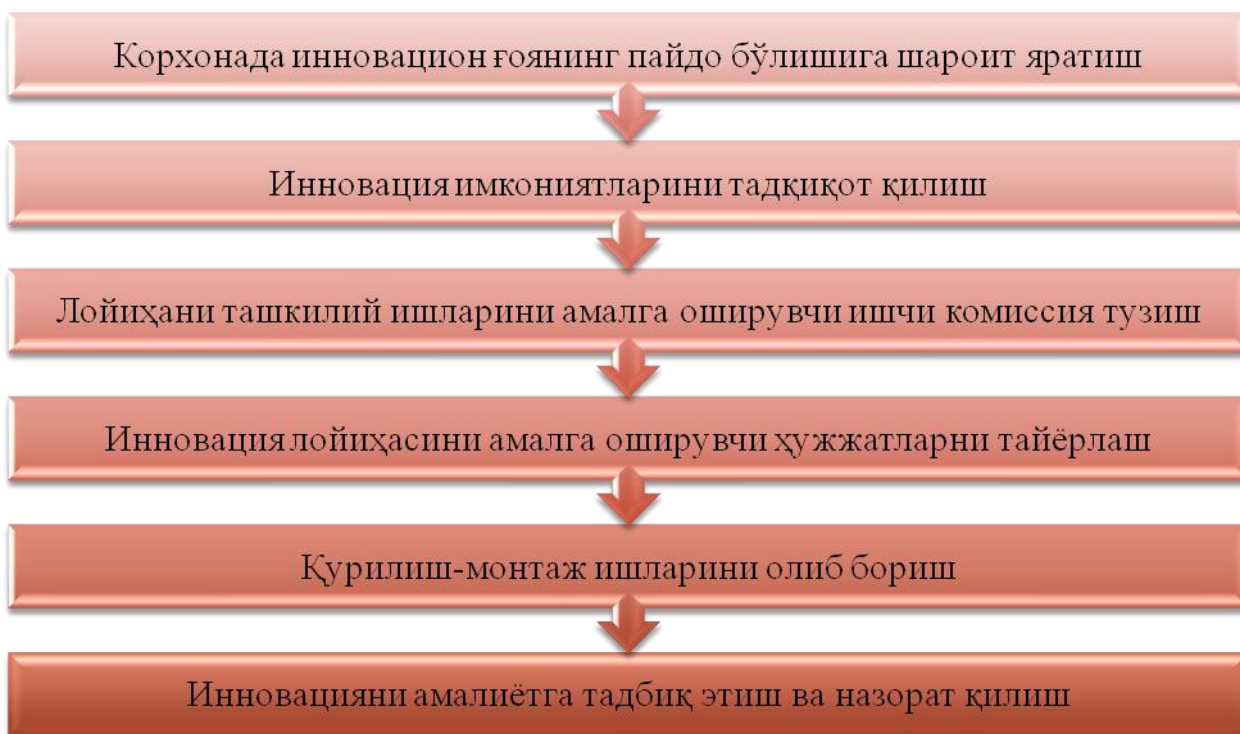 Корхонада инновацион ғоянинг пайдо бўлишига шароит яратиш
Инновация имкониятларини тадқиқот қилиш
Лойиҳани ташкилий ишларини амалга оширувчи ишчи комиссия тузиш
Инновация лойиҳасини амалга оширувчи ҳужжатларни тайёрлаш
Қурилиш-монтаж ишларини олиб бориш
Инновацияни амалиётга тадбиқ этиш ва назорат қилиш